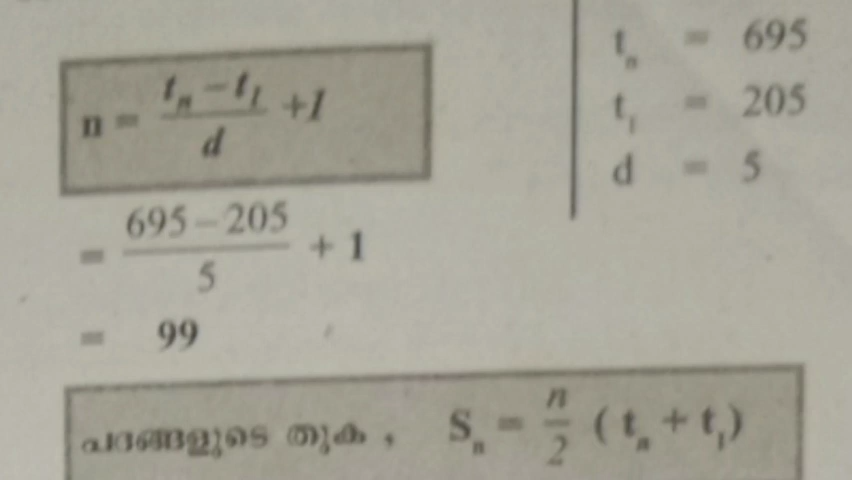 n = (tₙ − t₁)/d + 1
tₙ = 695
t₁ = 205
d = 5
= (695 − 205)/5 + 1
= 99
പദങ്ങളുടെ തുക , Sₙ = n/2 ( tₙ + t₁)